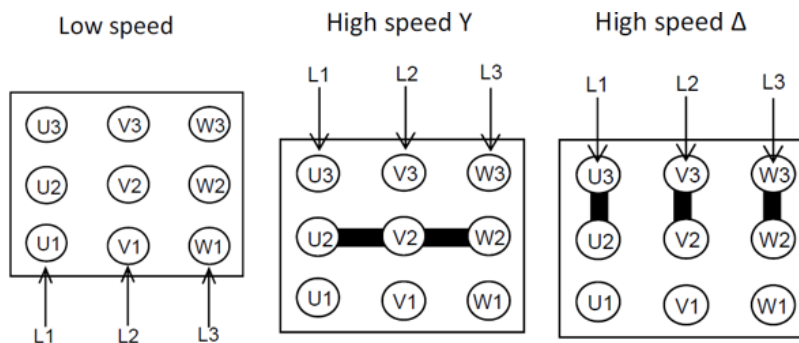 Low speed
U3 V3 W3
U2 V2 W2
U1 V1 W1
L1 L2 L3
High speed Y
L1 L2 L3
U3 V3 W3
U2 V2 W2
U1 V1 W1
High speed Δ
L1 L2 L3
U3 V3 W3
U2 V2 W2
U1 V1 W1